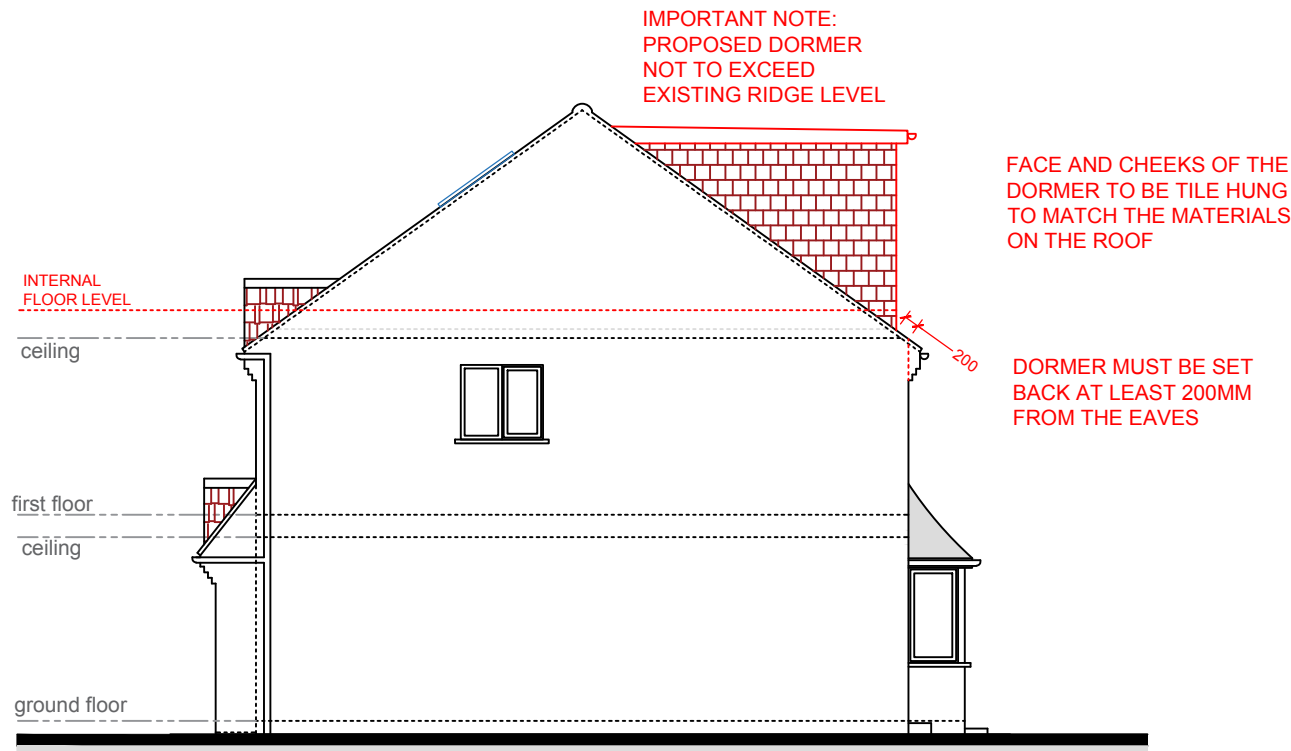 IMPORTANT NOTE:
PROPOSED DORMER
NOT TO EXCEED
EXISTING RIDGE LEVEL
FACE AND CHEEKS OF THE
DORMER TO BE TILE HUNG
TO MATCH THE MATERIALS
ON THE ROOF
INTERNAL
FLOOR LEVEL
ceiling
200
DORMER MUST BE SET
BACK AT LEAST 200MM
FROM THE EAVES
first floor
ceiling
ground floor